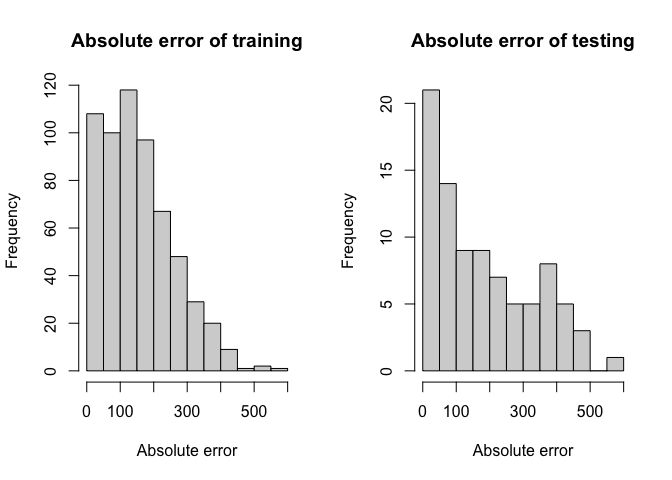 Absolute error of training
Frequency
0 20 40 60 80 100 120
0 100 300 500
Absolute error
Absolute error of testing
Frequency
0 5 10 15 20
0 100 300 500
Absolute error